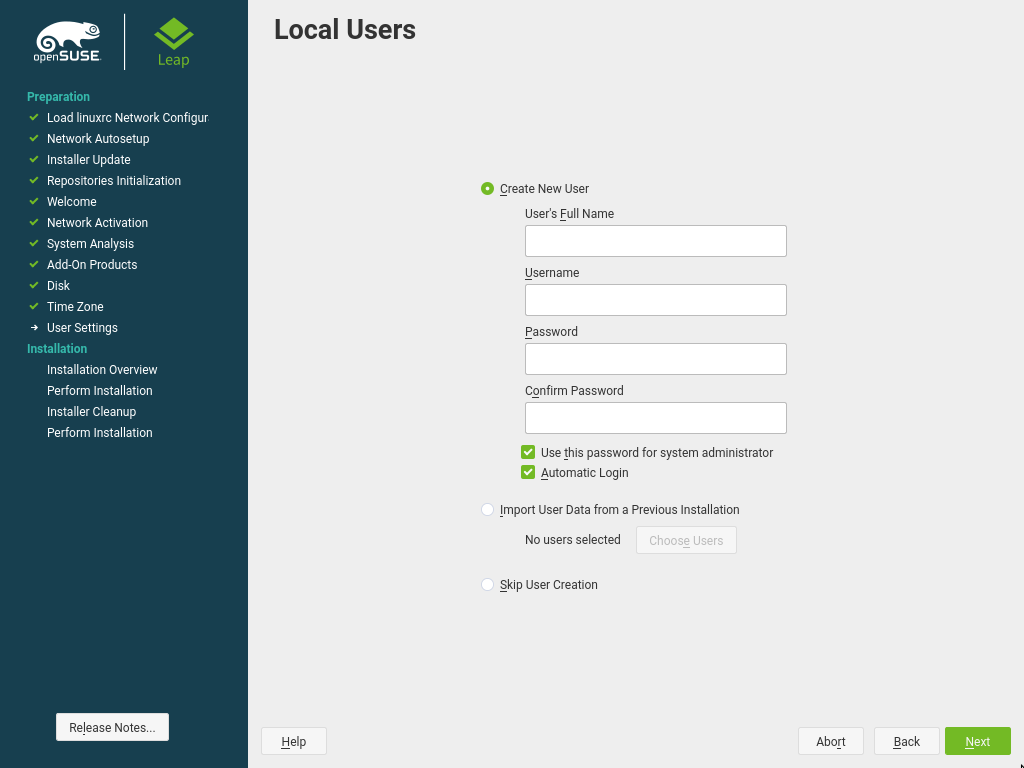 openSUSE
Leap
Local Users
Preparation
Load linuxrc Network Configur
Network Autosetup
Installer Update
Repositories Initialization
Welcome
Network Activation
System Analysis
Add-On Products
Disk
Time Zone
User Settings
Installation
Installation Overview
Perform Installation
Installer Cleanup
Perform Installation
Release Notes...
Create New User
User's Full Name
Username
Password
Confirm Password
Use this password for system administrator
Automatic Login
Import User Data from a Previous Installation
No users selected Choose Users
Skip User Creation
Help Abort Back Next